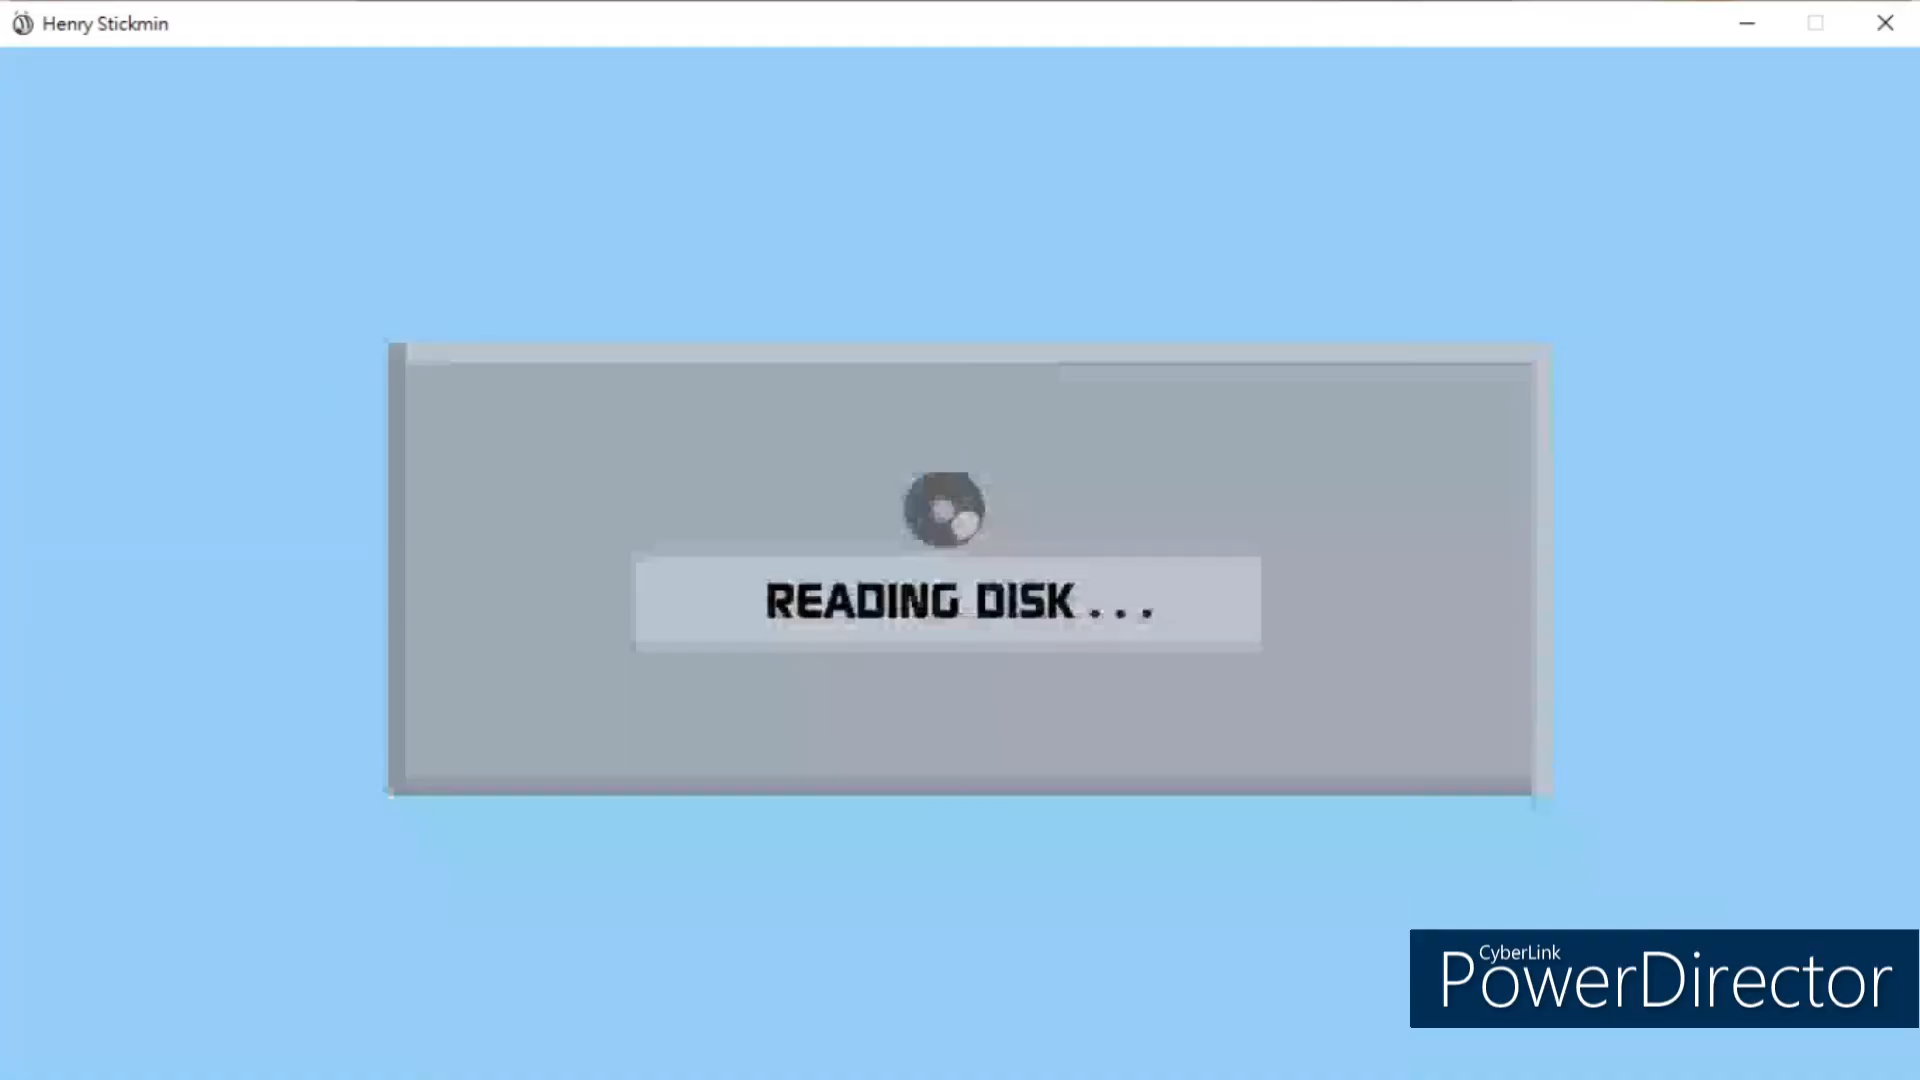 Henry Stickmin
READING DISK . . .
CyberLink
PowerDirector